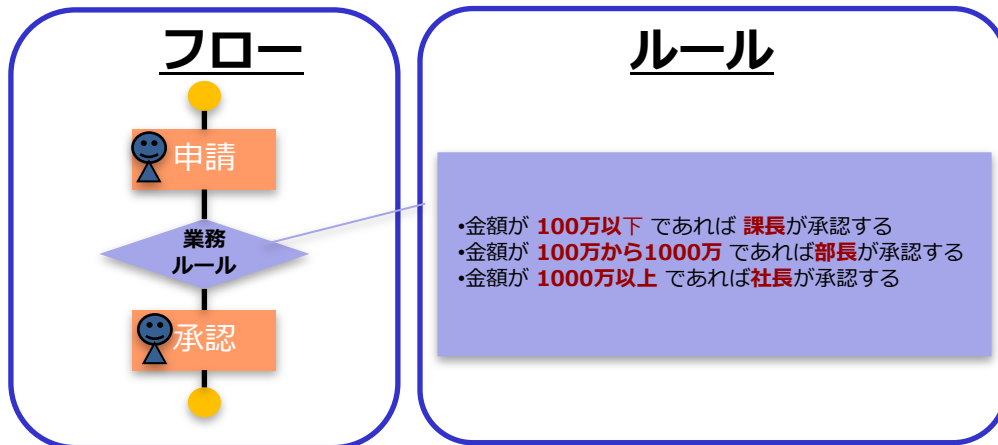 フロー
申請
業務
ルール
承認
ルール
•金額が 100万以下 であれば 課長が承認する
•金額が 100万から1000万 であれば部長が承認する
•金額が 1000万以上 であれば社長が承認する